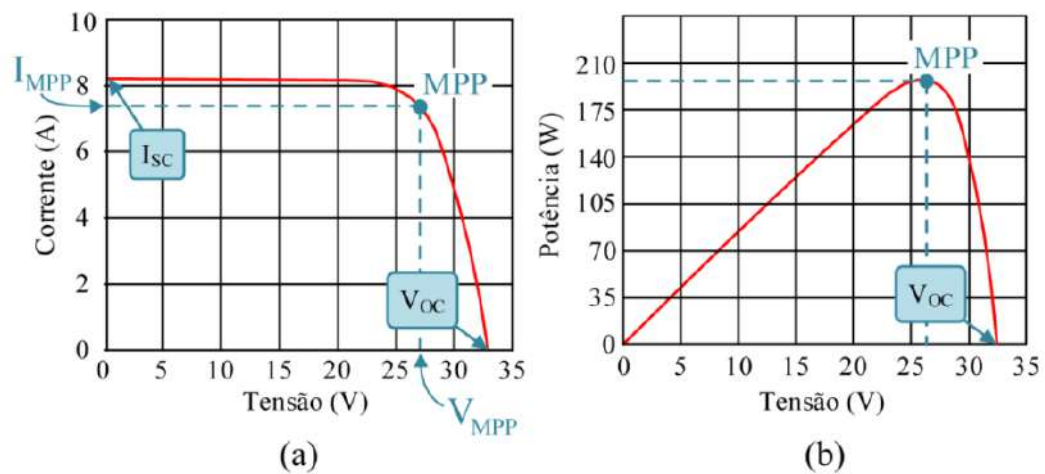 10
8
6
4
2
0
Corrente (A)
I_MPP
I_SC
MPP
V_OC
0 5 10 15 20 25 30 35
Tensão (V)
V_MPP
(a)
210
175
140
105
70
35
0
Potência (W)
MPP
V_OC
0 5 10 15 20 25 30 35
Tensão (V)
(b)